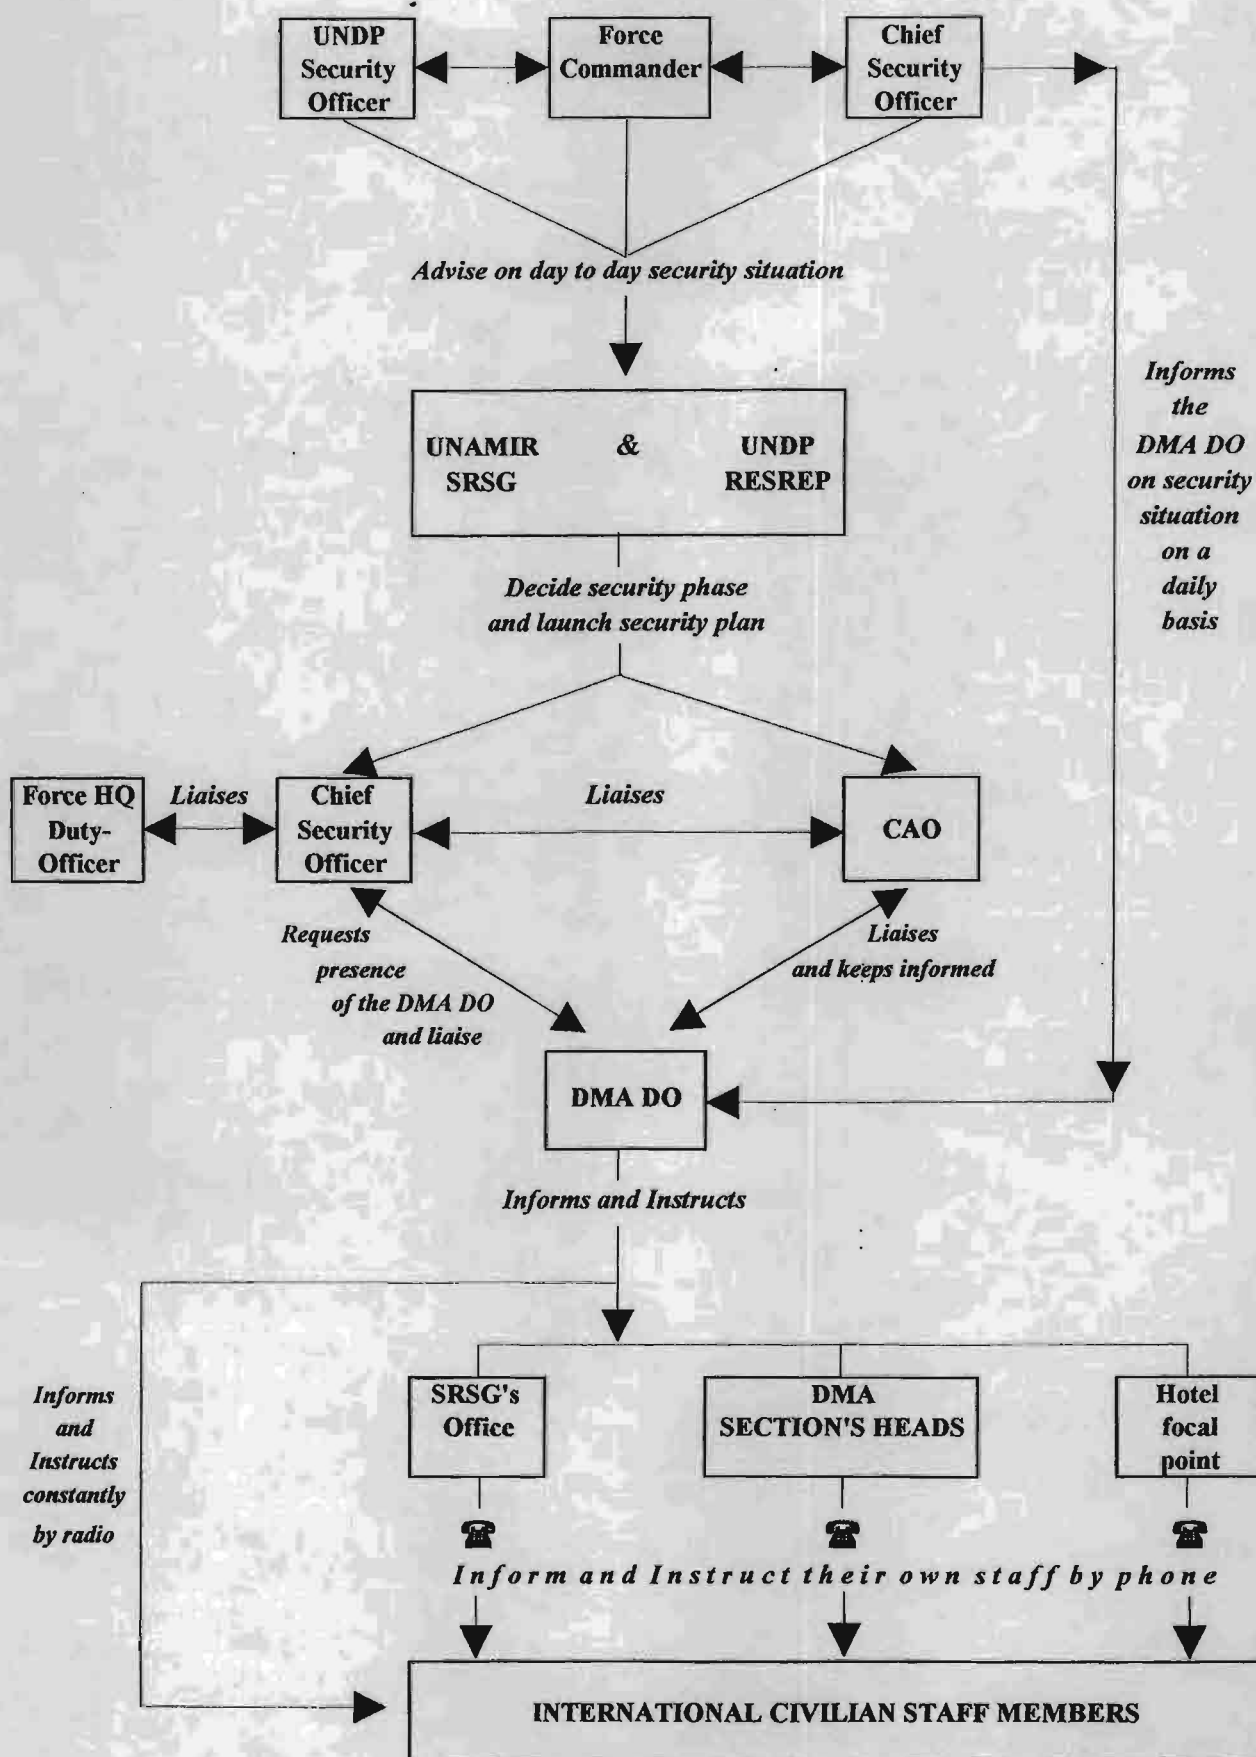 UNDP
Security
Officer
Force
Commander
Chief
Security
Officer
Advise on day to day security situation
Informs
the
DMA DO
on security
situation
on a
daily
basis
UNAMIR & UNDP
SRSG RESREP
Decide security phase
and launch security plan
Force HQ
Duty-
Officer
Liaises
Chief
Security
Officer
Liaises
CAO
Requests
presence
of the DMA DO
and liaise
Liaises
and keeps informed
DMA DO
Informs and Instructs
Informs
and
Instructs
constantly
by radio
SRSG's
Office
DMA
SECTION'S HEADS
Hotel
focal
point
Inform and Instruct their own staff by phone
INTERNATIONAL CIVILIAN STAFF MEMBERS